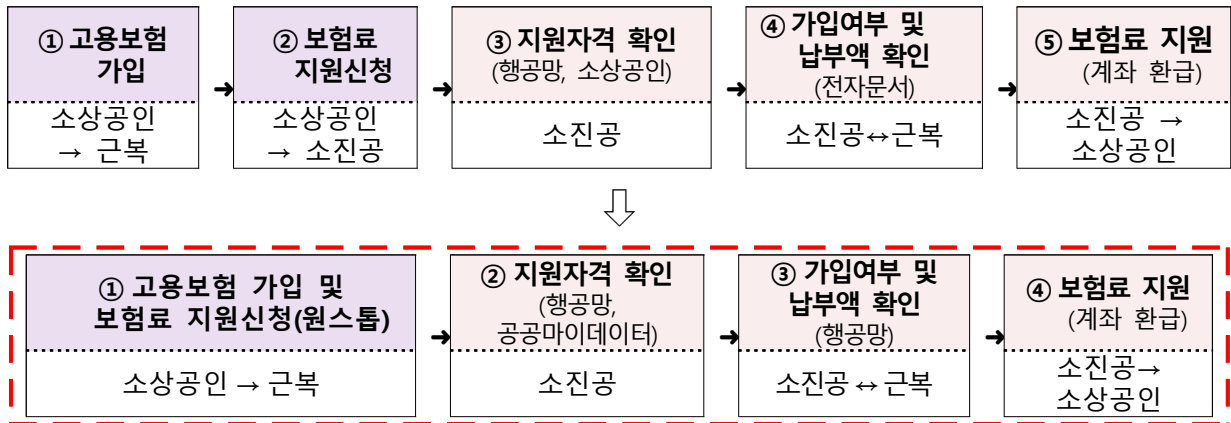 ① 고용보험
가입
소상공인
→ 근복
➜
② 보험료
지원신청
소상공인
→ 소진공
➜
③ 지원자격 확인
(행공망, 소상공인)
소진공
➜
④ 가입여부 및
납부액 확인
(전자문서)
소진공↔근복
➜
⑤ 보험료 지원
(계좌 환급)
소진공 →
소상공인
① 고용보험 가입 및
보험료 지원신청(원스톱)
소상공인 → 근복
➜
② 지원자격 확인
(행공망,
공공마이데이터)
소진공
➜
③ 가입여부 및
납부액 확인
(행공망)
소진공 ↔ 근복
➜
④ 보험료 지원
(계좌 환급)
소진공→
소상공인